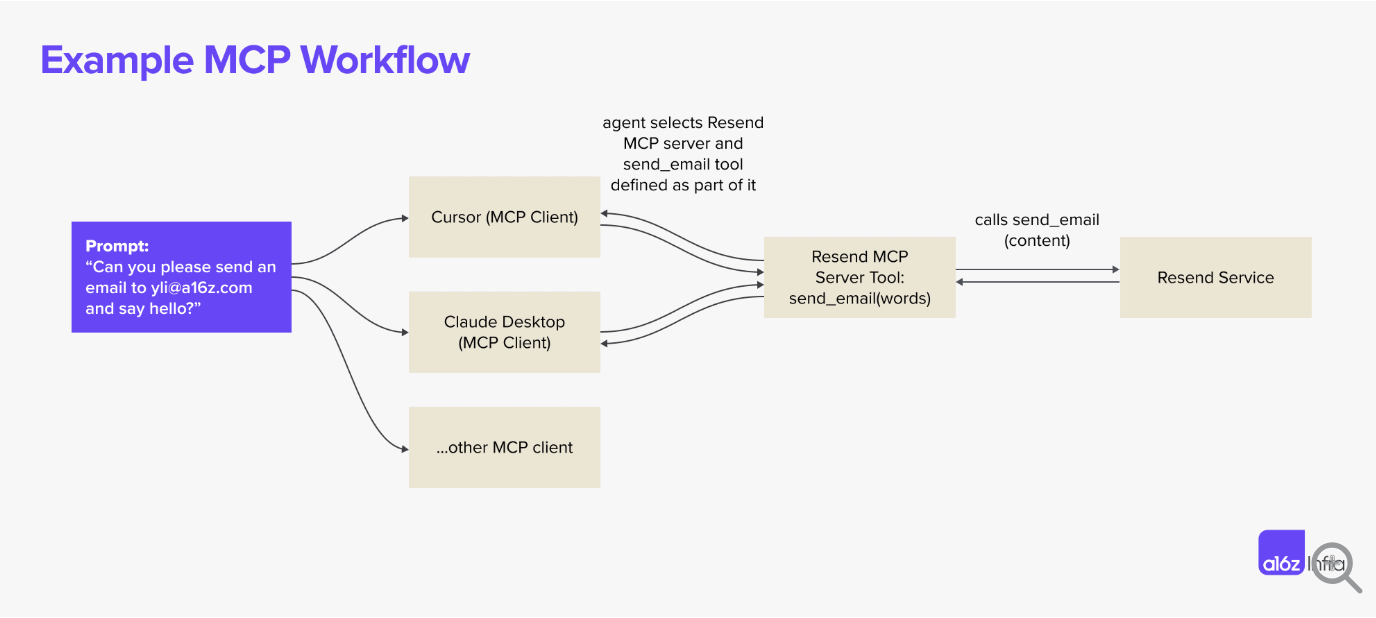 Example MCP Workflow
agent selects Resend
MCP server and
send_email tool
defined as part of it
Cursor (MCP Client)
calls send_email
(content)
Prompt:
“Can you please send an
email to yli@a16z.com
and say hello?”
Resend MCP
Server Tool:
send_email(words)
Resend Service
Claude Desktop
(MCP Client)
...other MCP client
a16z Infra